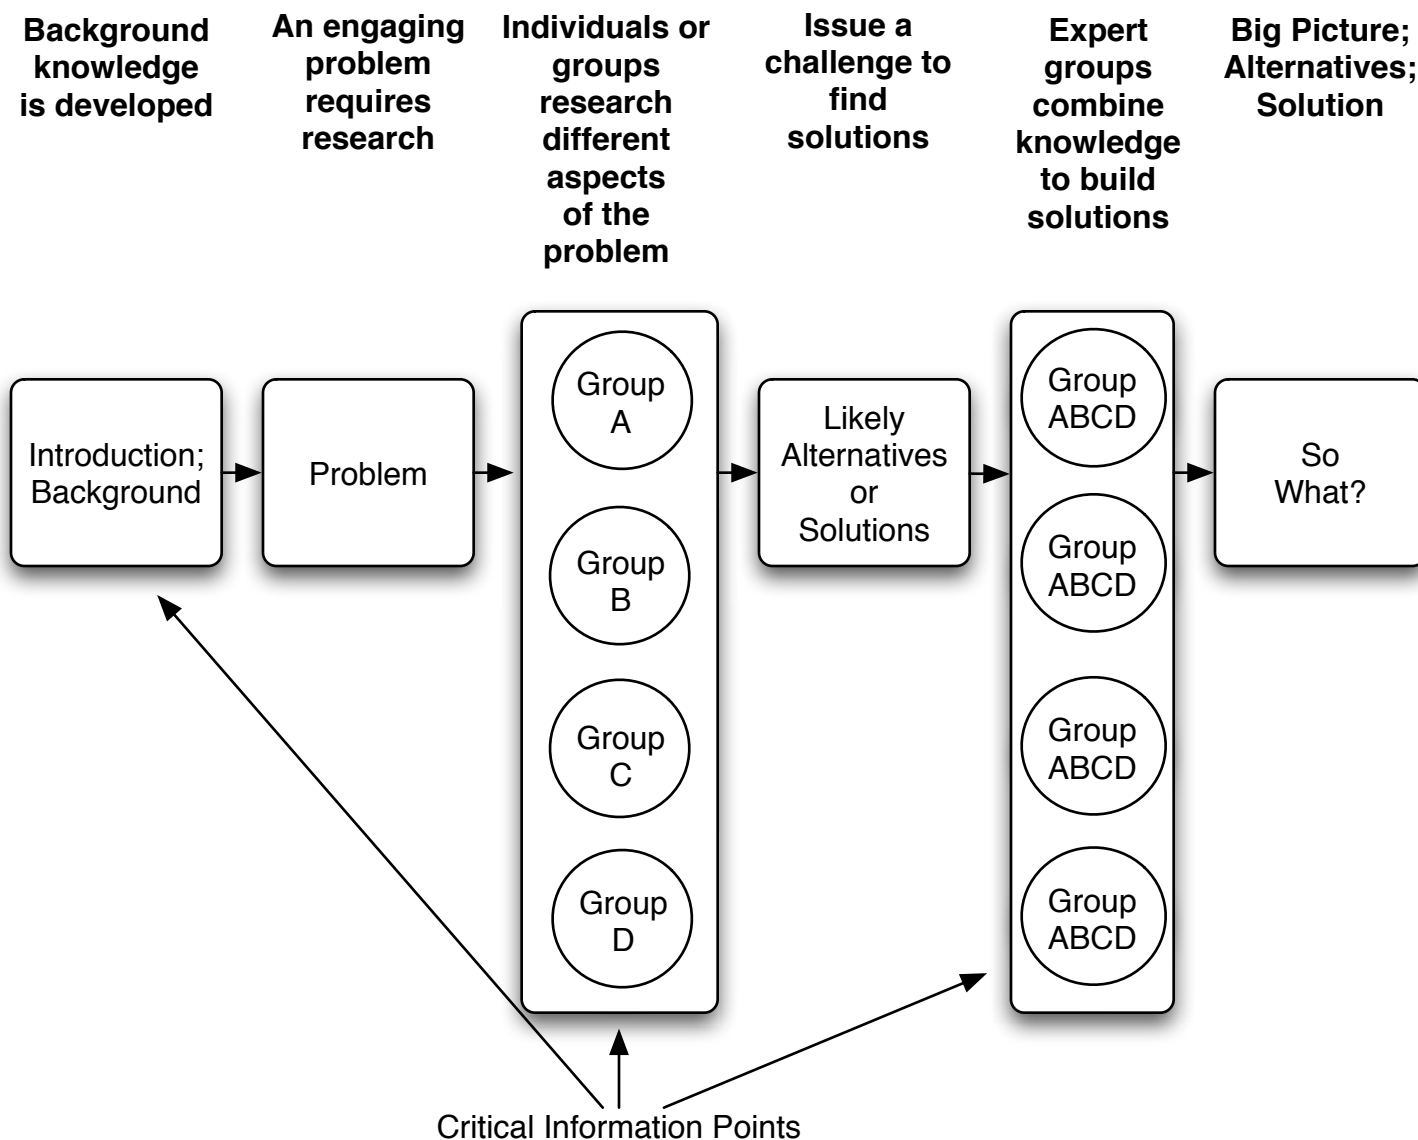 Background
knowledge
is developed
An engaging
problem
requires
research
Individuals or
groups
research
different
aspects
of the
problem
Issue a
challenge to
find
solutions
Expert
groups
combine
knowledge
to build
solutions
Big Picture;
Alternatives;
Solution
Introduction;
Background
Problem
Group
A
Group
B
Group
C
Group
D
Likely
Alternatives
or
Solutions
Group
ABCD
Group
ABCD
Group
ABCD
Group
ABCD
So
What?
Critical Information Points